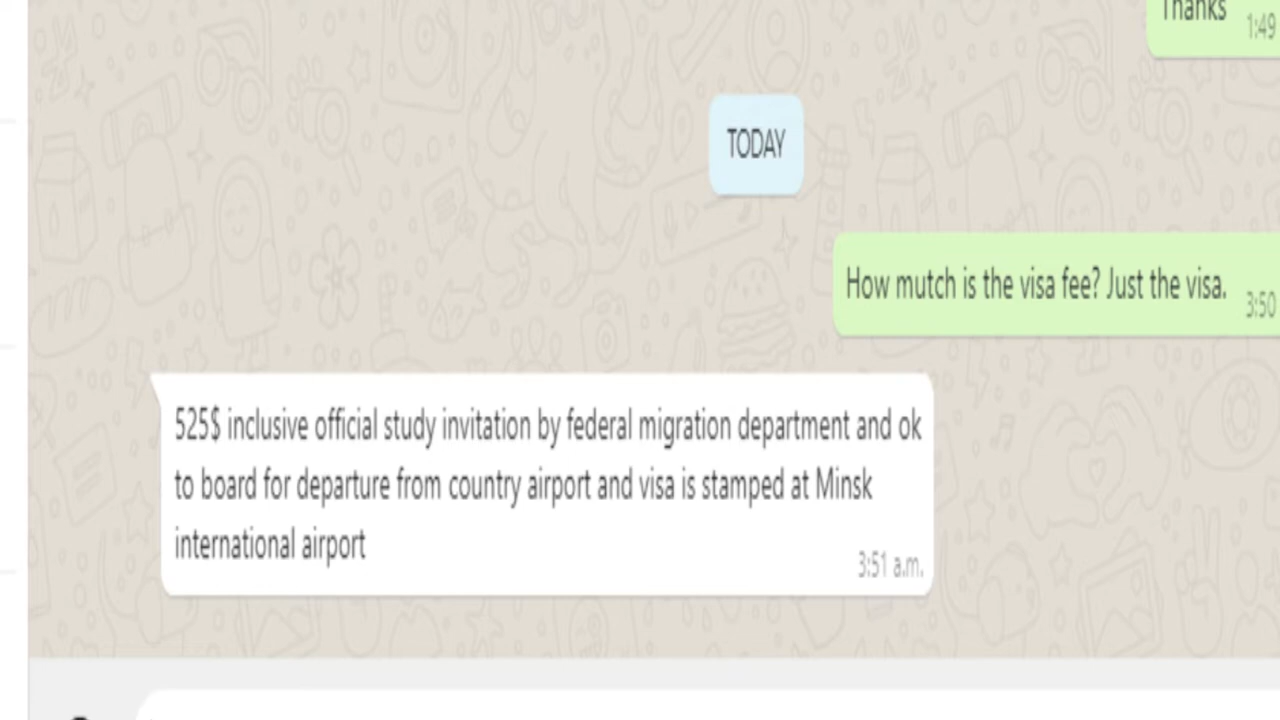 Thanks
1:49
TODAY
How mutch is the visa fee? Just the visa.
3:50
525$ inclusive official study invitation by federal migration department and ok
to board for departure from country airport and visa is stamped at Minsk
international airport
3:51 a.m.